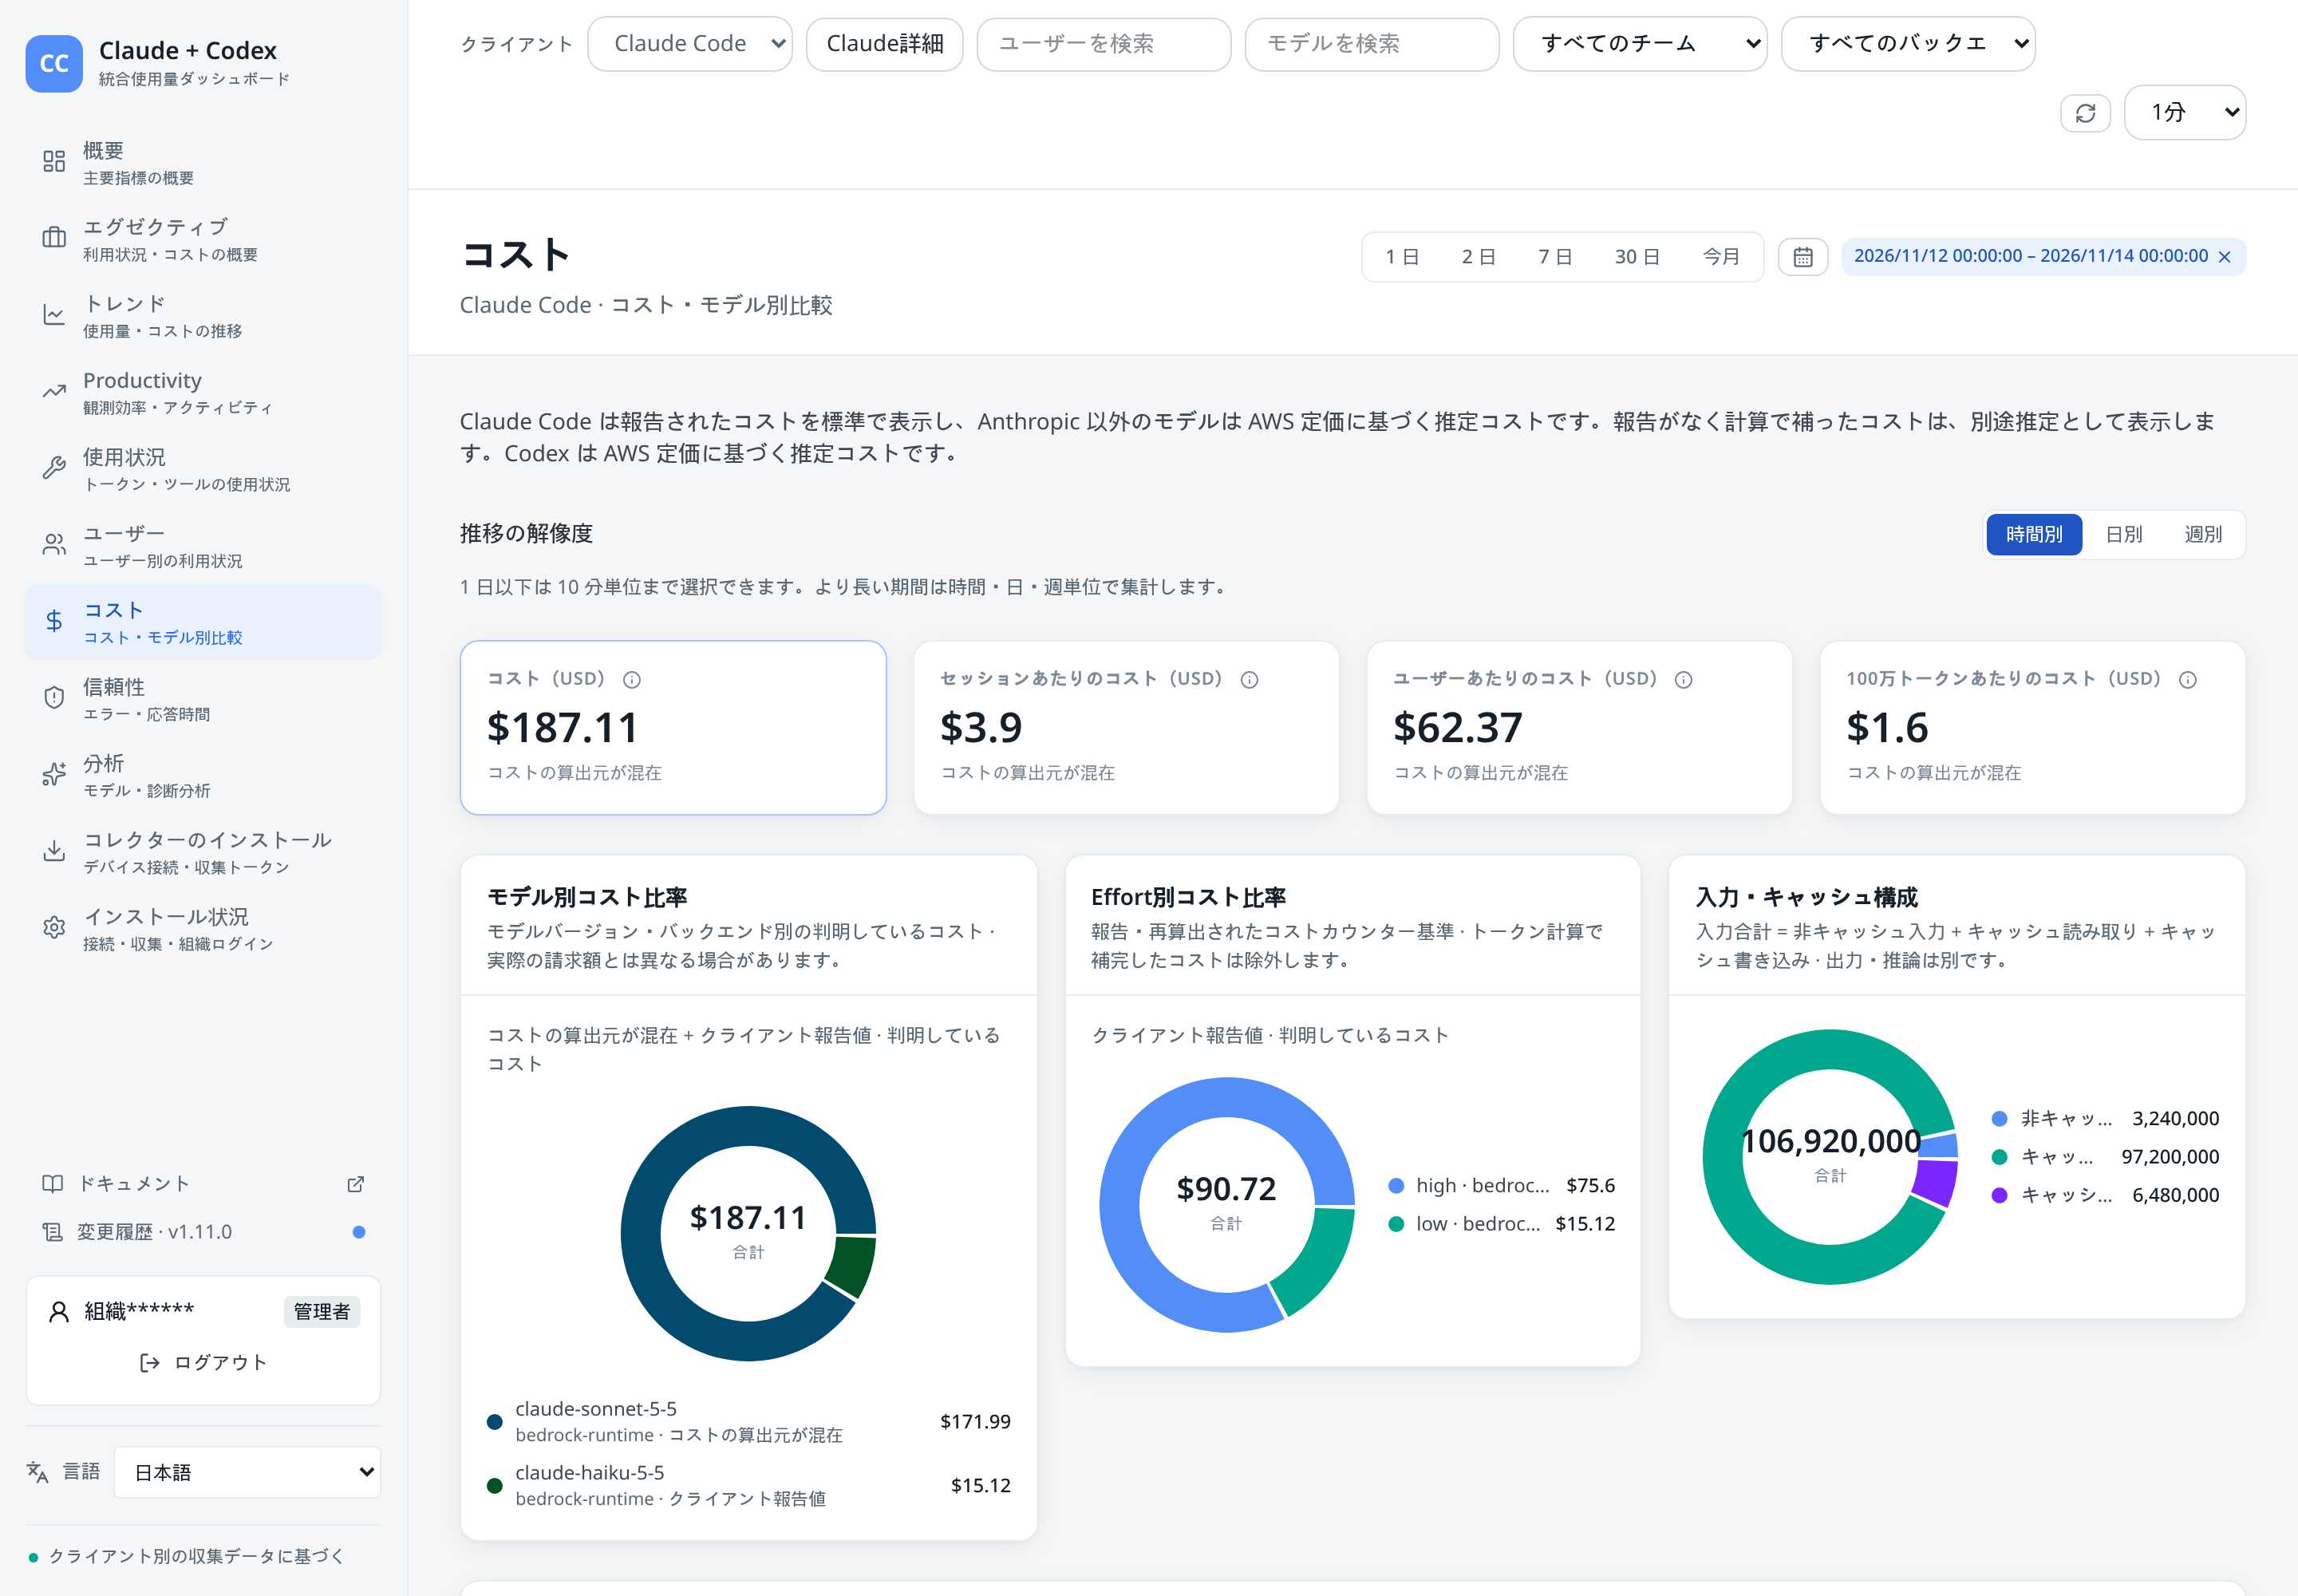 CC
Claude + Codex
統合使用量ダッシュボード
概要
主要指標の概要
エグゼクティブ
利用状況・コストの概要
トレンド
使用量・コストの推移
Productivity
観測効率・アクティビティ
使用状況
トークン・ツールの使用状況
ユーザー
ユーザー別の利用状況
コスト
コスト・モデル別比較
信頼性
エラー・応答時間
分析
モデル・診断分析
コレクターのインストール
デバイス接続・収集トークン
インストール状況
接続・収集・組織ログイン
ドキュメント
変更履歴 · v1.11.0
組織******
管理者
ログアウト
言語
日本語
クライアント別の収集データに基づく
クライアント
Claude Code
Claude詳細
ユーザーを検索
モデルを検索
すべてのチーム
すべてのバックエ
1分
コスト
Claude Code · コスト・モデル別比較
1 日
2 日
7 日
30 日
今月
2026/11/12 00:00:00 – 2026/11/14 00:00:00
Claude Code は報告されたコストを標準で表示し、Anthropic 以外のモデルは AWS 定価に基づく推定コストです。報告がなく計算で補ったコストは、別途推定として表示しま
す。Codex は AWS 定価に基づく推定コストです。
推移の解像度
時間別
日別
週別
1 日以下は 10 分単位まで選択できます。より長い期間は時間・日・週単位で集計します。
コスト（USD）
$187.11
コストの算出元が混在
セッションあたりのコスト（USD）
$3.9
コストの算出元が混在
ユーザーあたりのコスト（USD）
$62.37
コストの算出元が混在
100万トークンあたりのコスト（USD）
$1.6
コストの算出元が混在
モデル別コスト比率
モデルバージョン・バックエンド別の判明しているコスト ·
実際の請求額とは異なる場合があります。
コストの算出元が混在 + クライアント報告値 · 判明している
コスト
$187.11
合計
claude-sonnet-5-5
bedrock-runtime · コストの算出元が混在
$171.99
claude-haiku-5-5
bedrock-runtime · クライアント報告値
$15.12
Effort別コスト比率
報告・再算出されたコストカウンター基準 · トークン計算で
補完したコストは除外します。
クライアント報告値 · 判明しているコスト
$90.72
合計
high · bedroc... $75.6
low · bedroc... $15.12
入力・キャッシュ構成
入力合計 = 非キャッシュ入力 + キャッシュ読み取り + キャッ
シュ書き込み · 出力・推論は別です。
106,920,000
合計
非キャッ... 3,240,000
キャッ... 97,200,000
キャッシ... 6,480,000